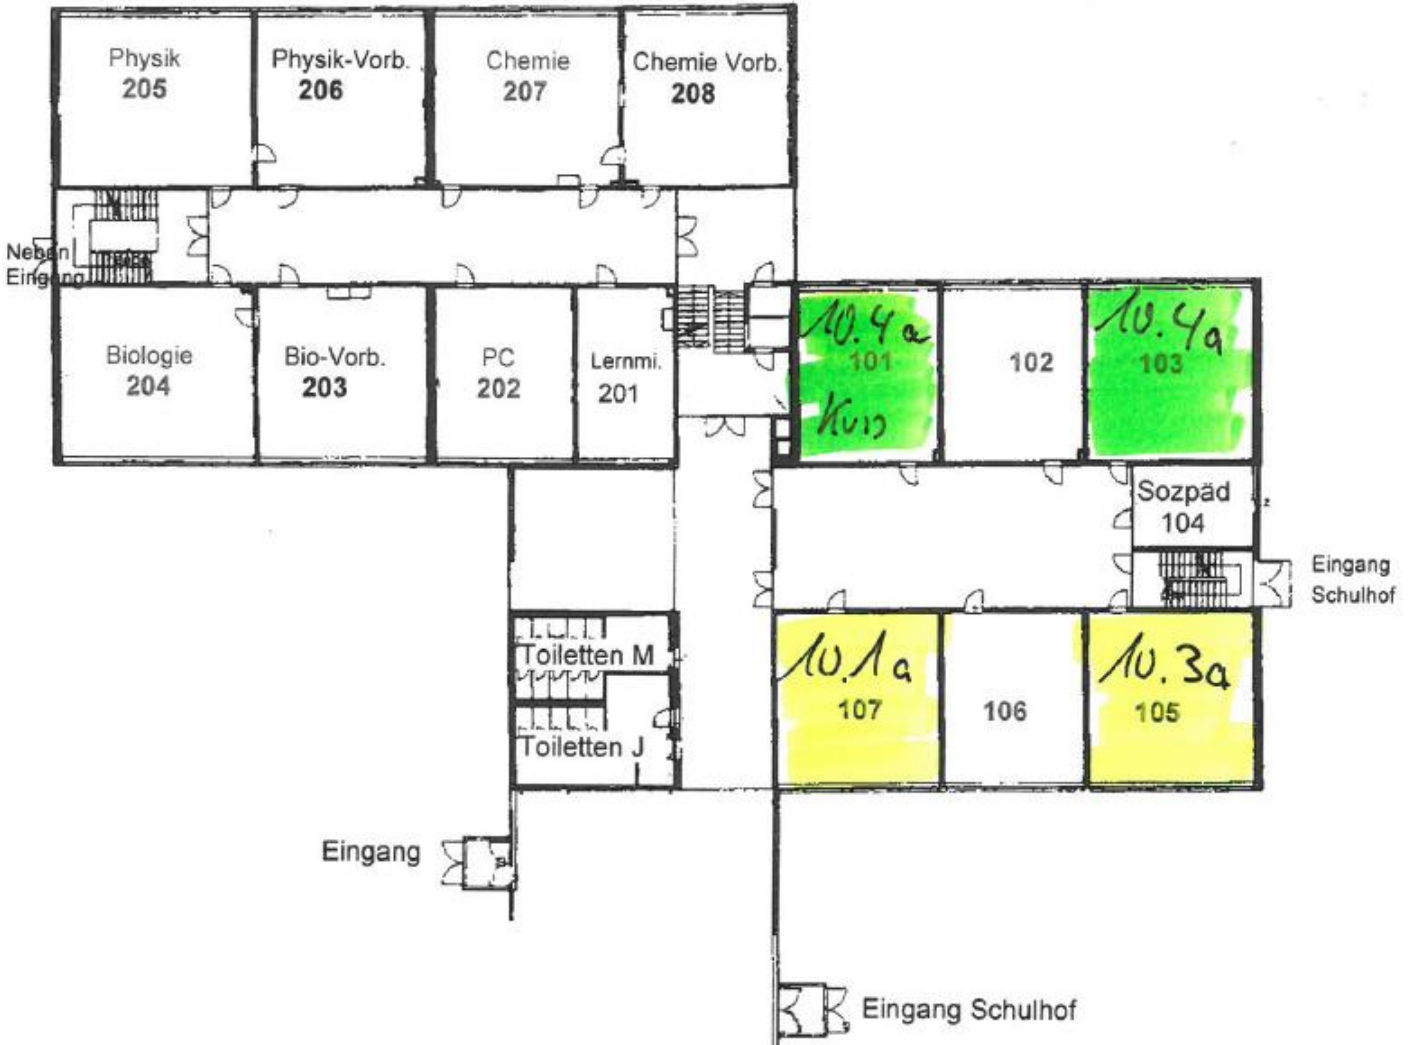 Physik
205
Physik-Vorb.
206
Chemie
207
Chemie Vorb.
208
Neben
Eingang
Biologie
204
Bio-Vorb.
203
PC
202
Lernmi.
201
10.4a
101
Kurs
102
10.4a
103
Sozpäd
104
Eingang
Schulhof
Toiletten M
Toiletten J
10.1a
107
106
10.3a
105
Eingang
Eingang Schulhof